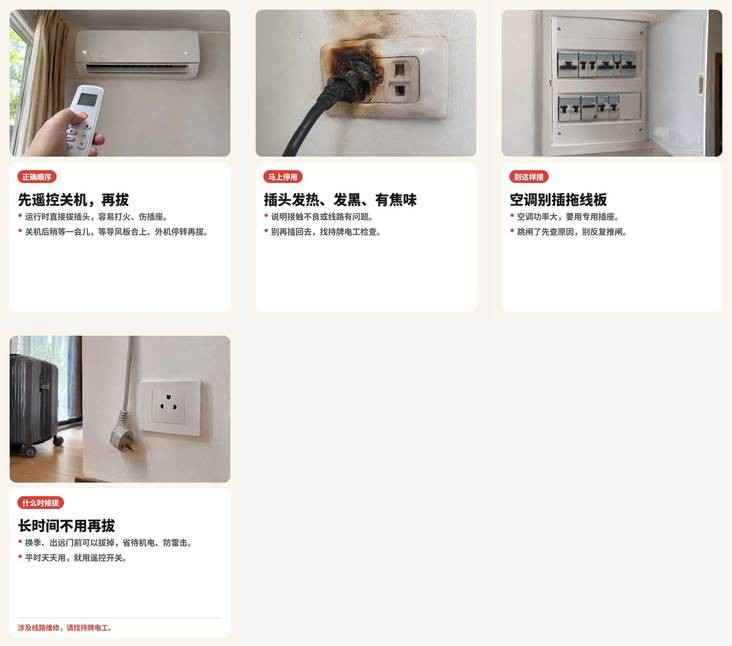 正确顺序
先遥控关机，再拔
运行时直接拔插头，容易打火、伤插座。
关机后稍等一会儿，等导风板合上、外机停转再拔。
马上停用
插头发热、发黑、有焦味
说明接触不良或线路有问题。
别再插回去，找持牌电工检查。
别这样接
空调别插拖线板
空调功率大，要用专用插座。
跳闸了先查原因，别反复推闸。
什么时候拔
长时间不用再拔
换季、出远门前可以拔掉，省待机电、防雷击。
平时天天用，就用遥控开关。
涉及线路维修，请找持牌电工。